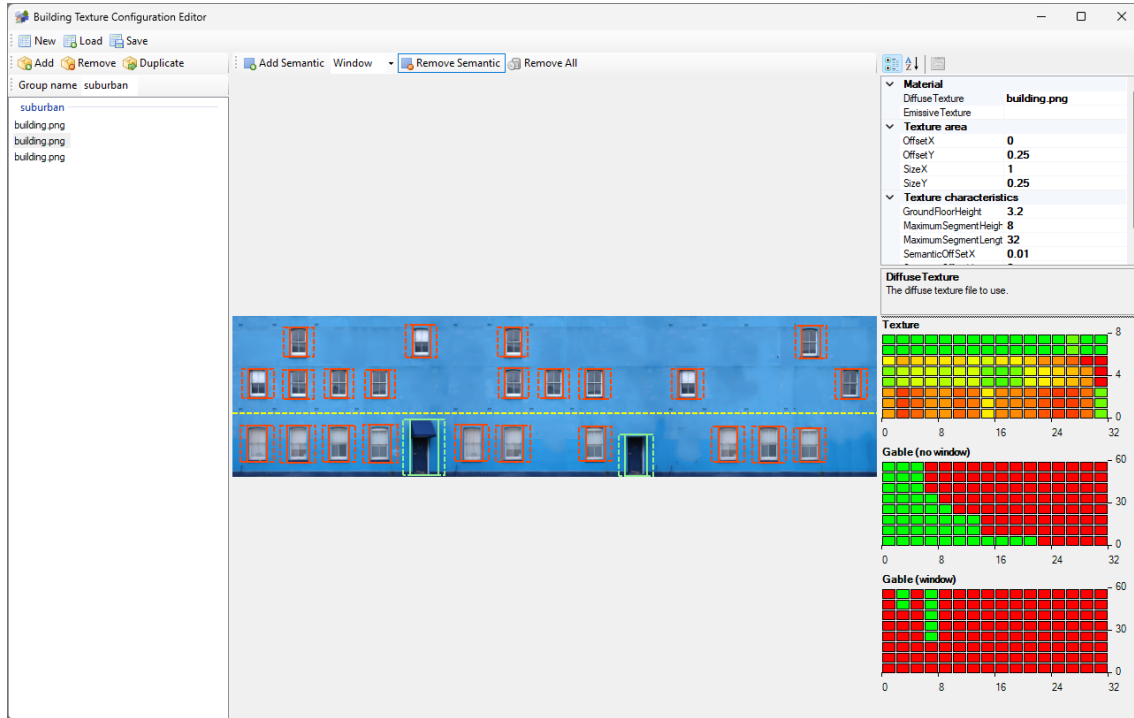 Building Texture Configuration Editor
New Load Save
Add Remove Duplicate
Add Semantic Window Remove Semantic Remove All
Group name suburban
suburban
building.png
building.png
building.png
Material
DiffuseTexture building.png
EmissiveTexture
Texture area
OffsetX 0
OffsetY 0.25
SizeX 1
SizeY 0.25
Texture characteristics
GroundFloorHeight 3.2
MaximumSegmentHeigh 8
MaximumSegmentLengt 32
SemanticOffSetX 0.01
DiffuseTexture
The diffuse texture file to use.
Texture
8
4
0
0 8 16 24 32
Gable (no window)
60
30
0
0 8 16 24 32
Gable (window)
60
30
0
0 8 16 24 32